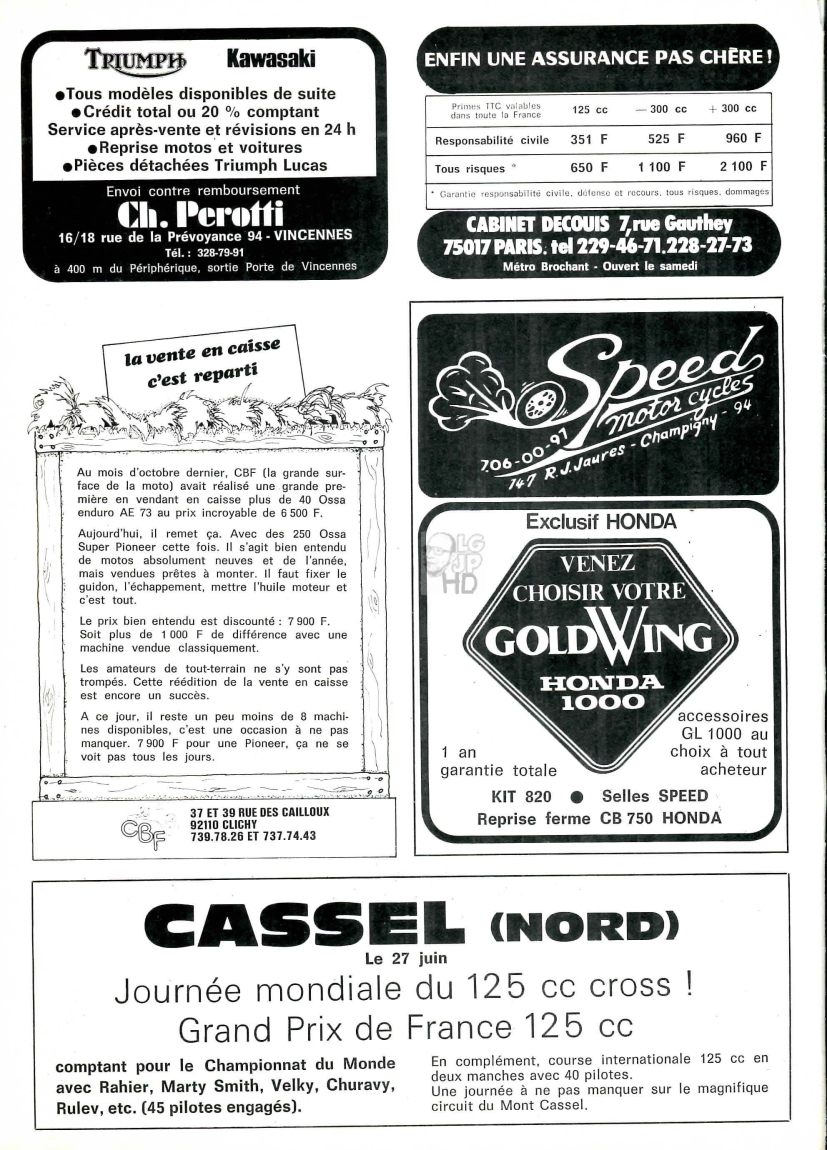 TRIUMPH Kawasaki
●Tous modèles disponibles de suite
●Crédit total ou 20 % comptant
Service après-vente et révisions en 24 h
●Reprise motos et voitures
●Pièces détachées Triumph Lucas
Envoi contre remboursement
Ch. Perotti
16/18 rue de la Prévoyance 94 - VINCENNES
Tél. : 328-79-91
à 400 m du Périphérique, sortie Porte de Vincennes
ENFIN UNE ASSURANCE PAS CHÈRE !
Primes TTC valables
dans toute la France
125 cc — 300 cc + 300 cc
Responsabilité civile 351 F 525 F 960 F
Tous risques * 650 F 1 100 F 2 100 F
* Garantie responsabilité civile, défense et recours, tous risques, dommages
CABINET DECOUIS 7, rue Gauthey
75017 PARIS. tel 229-46-71.228-27-73
Métro Brochant - Ouvert le samedi
la vente en caisse
c'est reparti
Au mois d'octobre dernier, CBF (la grande sur-
face de la moto) avait réalisé une grande pre-
mière en vendant en caisse plus de 40 Ossa
enduro AE 73 au prix incroyable de 6 500 F.
Aujourd'hui, il remet ça. Avec des 250 Ossa
Super Pioneer cette fois. Il s'agit bien entendu
de motos absolument neuves et de l'année,
mais vendues prêtes à monter. Il faut fixer le
guidon, l'échappement, mettre l'huile moteur et
c'est tout.
Le prix bien entendu est discounté : 7 900 F.
Soit plus de 1 000 F de différence avec une
machine vendue classiquement.
Les amateurs de tout-terrain ne s'y sont pas
trompés. Cette réédition de la vente en caisse
est encore un succès.
A ce jour, il reste un peu moins de 8 machi-
nes disponibles, c'est une occasion à ne pas
manquer. 7 900 F pour une Pioneer, ça ne se
voit pas tous les jours.
CBF
37 ET 39 RUE DES CAILLOUX
92110 CLICHY
739.78.26 ET 737.74.43
Speed
motor cycles
706-00-97
147 R.J.Jaures - Champigny - 94
Exclusif HONDA
LG
JP
HD
VENEZ
CHOISIR VOTRE
GOLDWING
HONDA
1000
1 an
garantie totale
accessoires
GL 1000 au
choix à tout
acheteur
KIT 820 ● Selles SPEED
Reprise ferme CB 750 HONDA
CASSEL (NORD)
Le 27 juin
Journée mondiale du 125 cc cross !
Grand Prix de France 125 cc
comptant pour le Championnat du Monde
avec Rahier, Marty Smith, Velky, Churavy,
Rulev, etc. (45 pilotes engagés).
En complément, course internationale 125 cc en
deux manches avec 40 pilotes.
Une journée à ne pas manquer sur le magnifique
circuit du Mont Cassel.